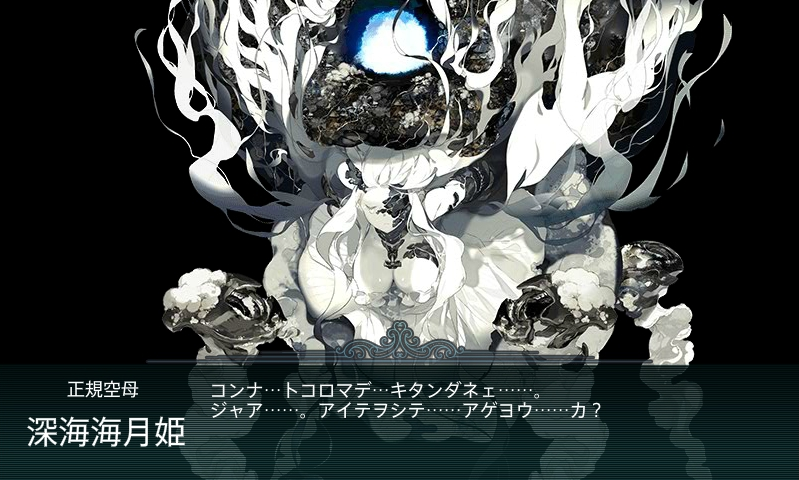 正規空母
深海海月姫
コンナ…トコロマデ…キタンダネェ……。
ジャア……。アイテヲシテ……アゲヨウ……カ？